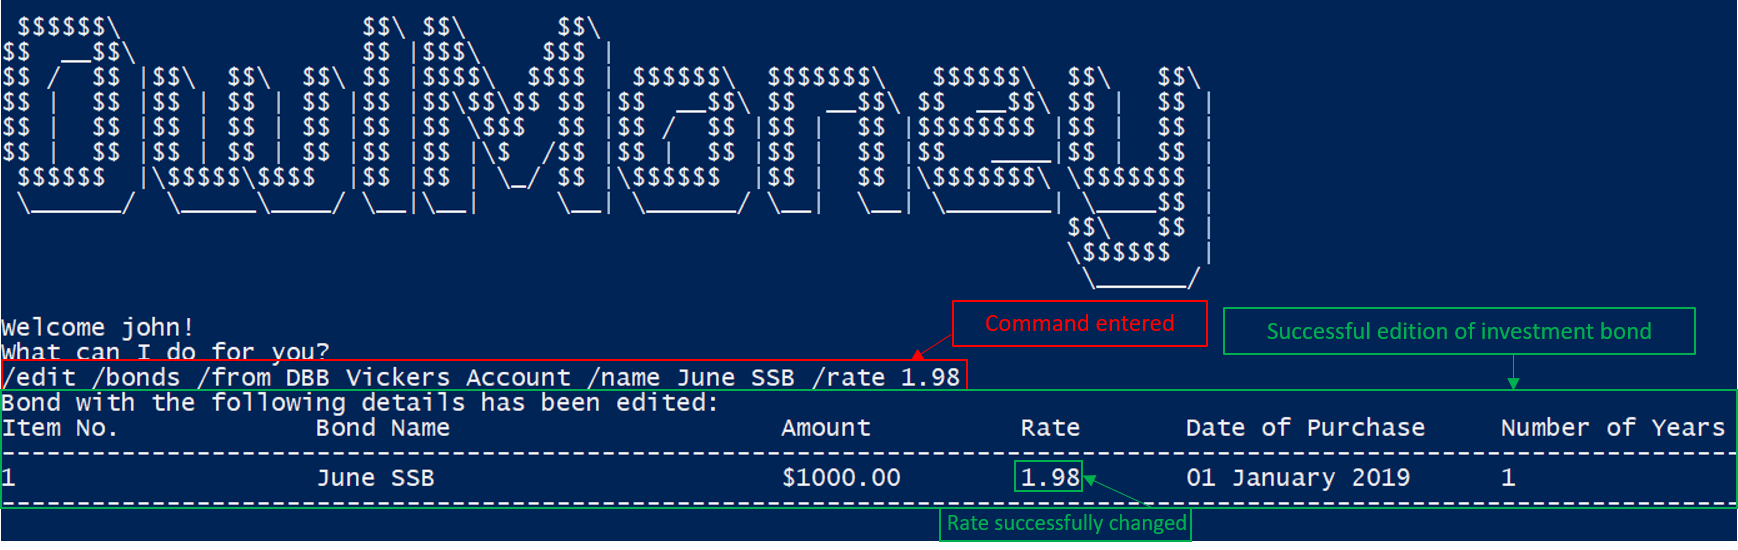 OwlMoney
Welcome john!
What can I do for you?
Command entered
Successful edition of investment bond
/edit /bonds /from DBB Vickers Account /name June SSB /rate 1.98
Bond with the following details has been edited:
Item No. Bond Name Amount Rate Date of Purchase Number of Years
1 June SSB $1000.00 1.98 01 January 2019 1
Rate successfully changed